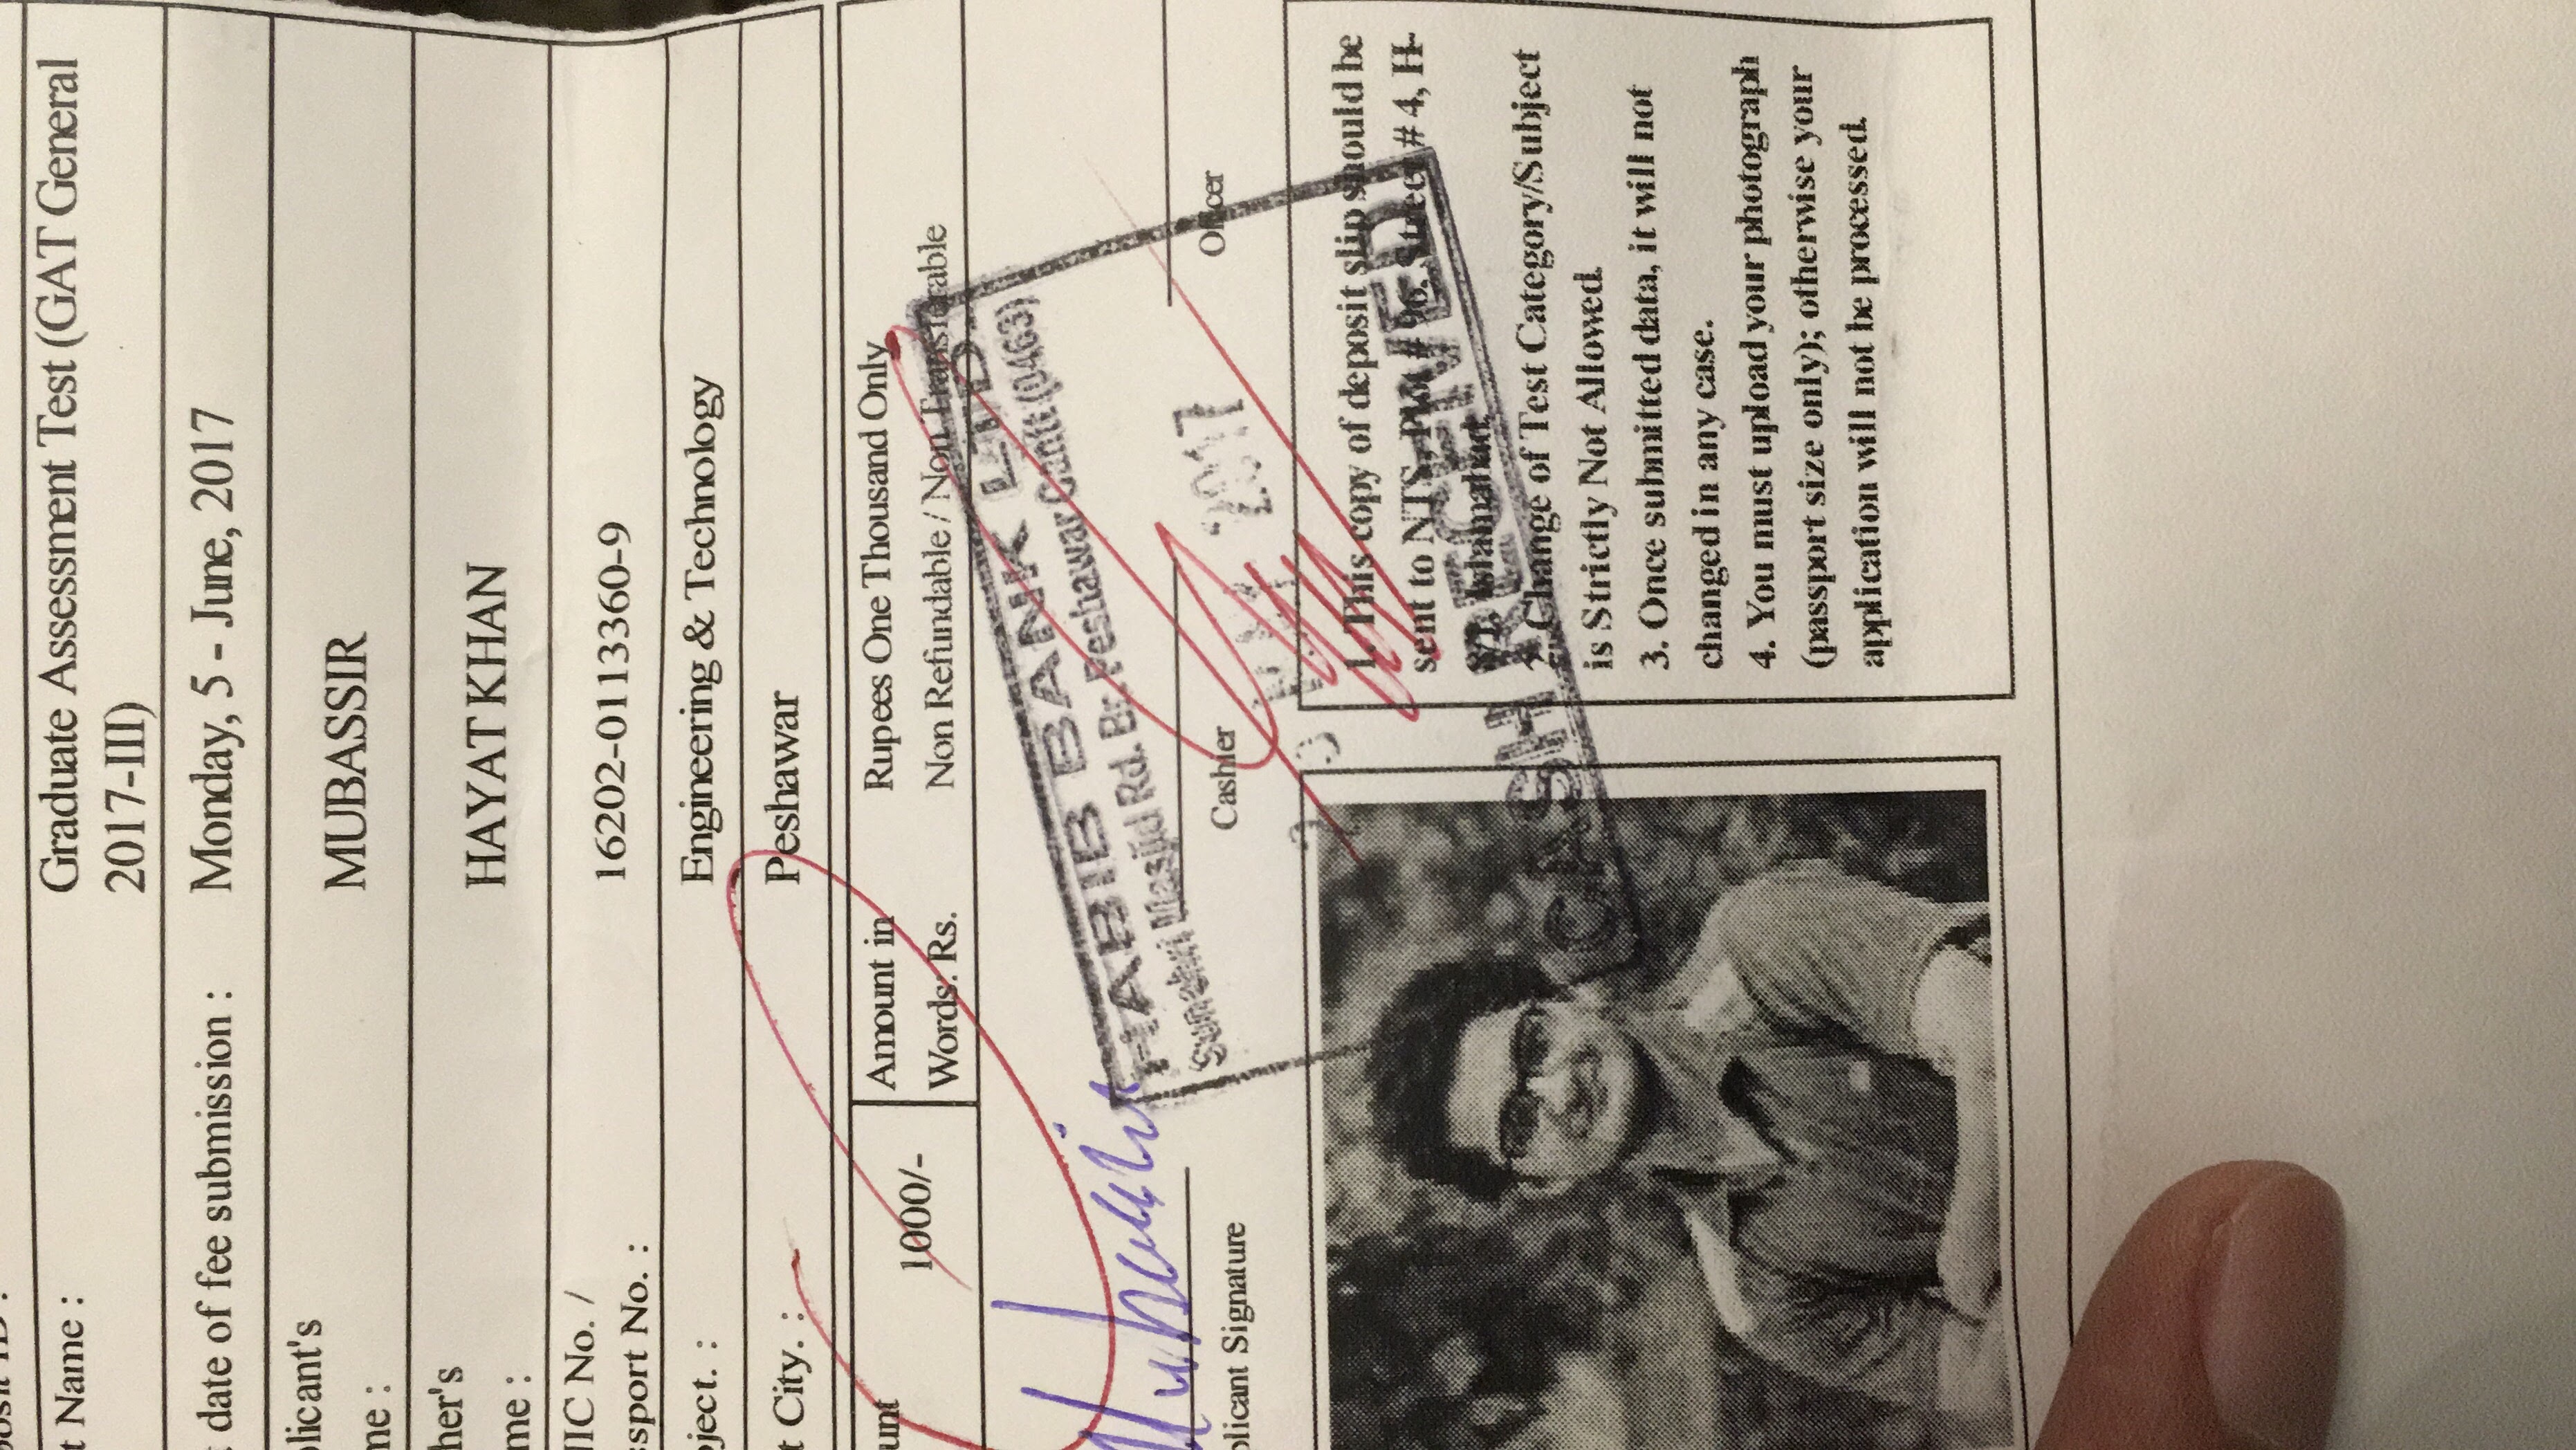 t Name :
Graduate Assessment Test (GAT General
2017-III)
date of fee submission :
Monday, 5 - June, 2017
licant's
me :
MUBASSIR
her's
me :
HAYAT KHAN
IC No. /
sport No. :
16202-0113360-9
ject. :
Engineering & Technology
t City. :
Peshawar
unt
1000/-
Amount in
Words: Rs.
Rupees One Thousand Only
Non Refundable / Non Transferable
Mubassir
HABIB BANK LTD.
Sunehri Masjid Rd. Br. Peshawar Cantt (0463)
MAY 2017
CASH RECEIVED
licant Signature
Cashier
Officer
1. This copy of deposit slip should be
sent to NTS, Plot # 96, Street # 4, H-
8/1, Islamabad.
2. Change of Test Category/Subject
is Strictly Not Allowed.
3. Once submitted data, it will not
changed in any case.
4. You must upload your photograph
(passport size only); otherwise your
application will not be processed.